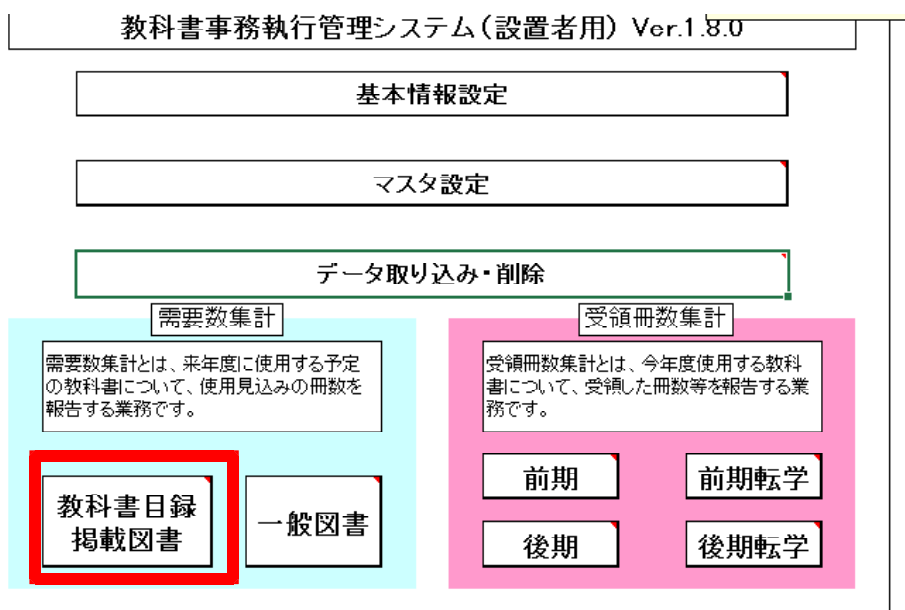 教科書事務執行管理システム(設置者用) Ver.1.8.0
基本情報設定
マスタ設定
データ取り込み・削除
需要数集計
需要数集計とは、来年度に使用する予定
の教科書について、使用見込みの冊数を
報告する業務です。
教科書目録
掲載図書
一般図書
受領冊数集計
受領冊数集計とは、今年度使用する教科
書について、受領した冊数等を報告する業
務です。
前期
前期転学
後期
後期転学